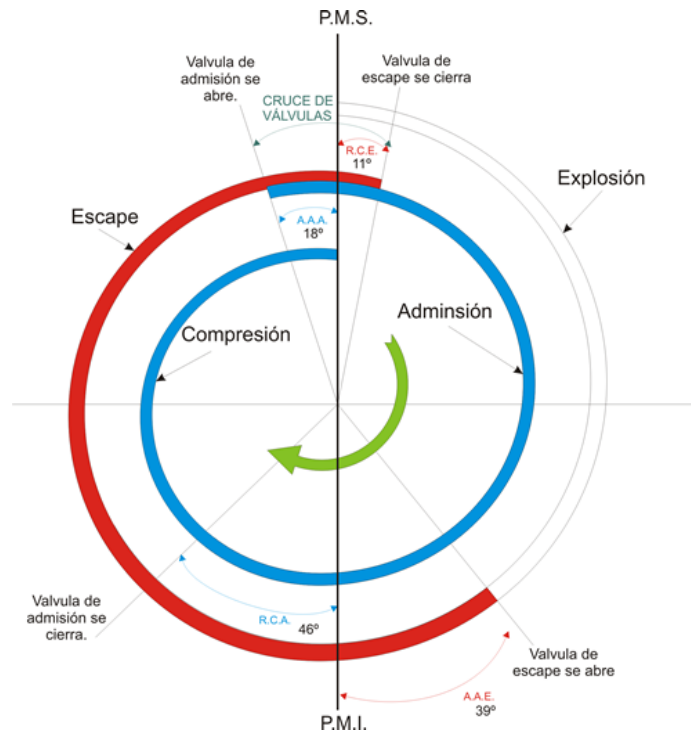 P.M.S.
Valvula de
admisión se
abre.
Valvula de
escape se cierra
CRUCE DE
VÁLVULAS
R.C.E.
11º
Explosión
Escape
A.A.A.
18º
Compresión
Adminsión
Valvula de
admisión se
cierra.
R.C.A.
46º
Valvula de
escape se abre
A.A.E.
39º
P.M.I.